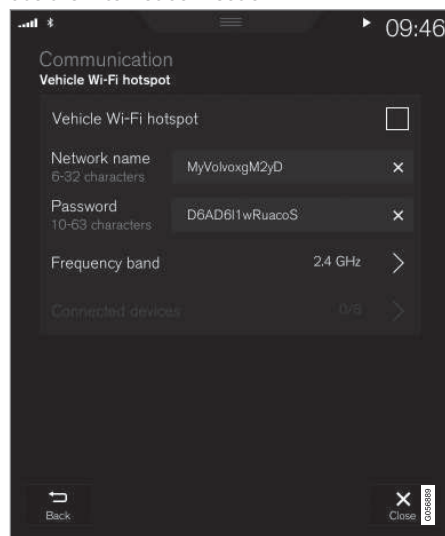 09:46
Communication
Vehicle Wi-Fi hotspot
Vehicle Wi-Fi hotspot
Network name
6-32 characters
MyVolvoxgM2yD
Password
10-63 characters
D6AD6I1wRuacoS
Frequency band
2.4 GHz
Connected devices
0/8
Back
Close
G056889